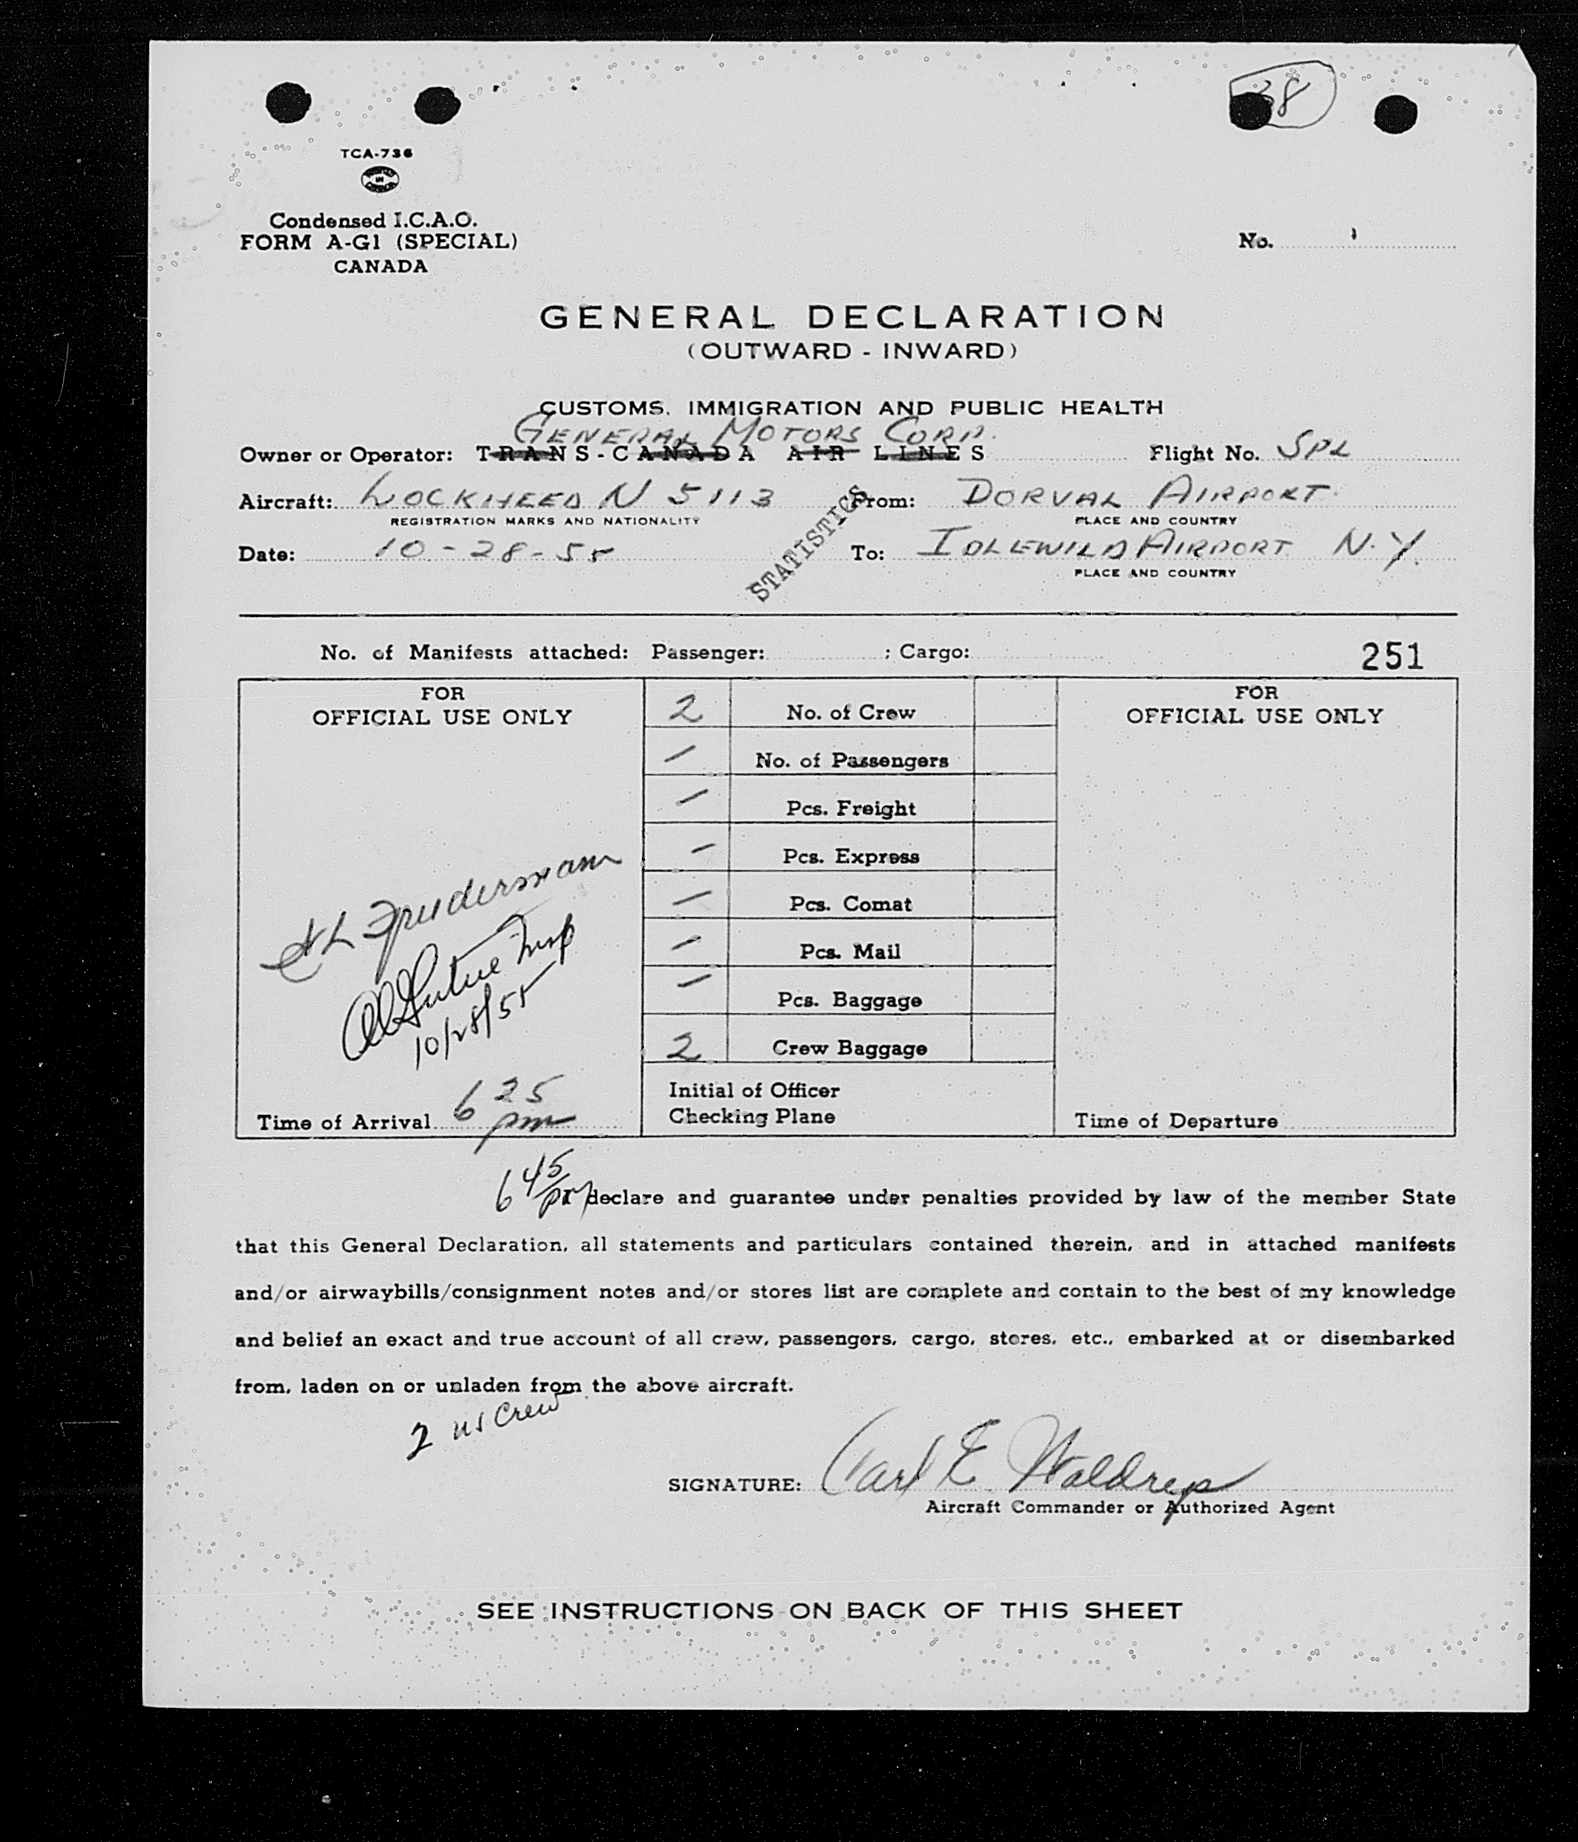 38
TCA-736
Condensed I.C.A.O.
FORM A-G1 (SPECIAL)
CANADA
No.
GENERAL DECLARATION
(OUTWARD - INWARD)
CUSTOMS, IMMIGRATION AND PUBLIC HEALTH
GENERAL MOTORS CORP.
Owner or Operator: TRANS-CANADA AIR LINES Flight No. SPL
Aircraft: LOCKHEED N 5113 From: DORVAL AIRPORT
REGISTRATION MARKS AND NATIONALITY PLACE AND COUNTRY
Date: 10-28-55 To: IDLEWILD AIRPORT N.Y.
PLACE AND COUNTRY
STATISTICS
No. of Manifests attached: Passenger: ; Cargo: 251
FOR
OFFICIAL USE ONLY
2 No. of Crew
– No. of Passengers
– Pcs. Freight
– Pcs. Express
– Pcs. Comat
– Pcs. Mail
– Pcs. Baggage
2 Crew Baggage
Initial of Officer
Checking Plane
FOR
OFFICIAL USE ONLY
Insp
10/28/55
Time of Arrival 6 25 pm
Time of Departure
6 45 pm
I declare and guarantee under penalties provided by law of the member State
that this General Declaration, all statements and particulars contained therein, and in attached manifests
and/or airwaybills/consignment notes and/or stores list are complete and contain to the best of my knowledge
and belief an exact and true account of all crew, passengers, cargo, stores, etc., embarked at or disembarked
from, laden on or unladen from the above aircraft.
2 US Crew
SIGNATURE: Carl E. Waldrep
Aircraft Commander or Authorized Agent
SEE INSTRUCTIONS ON BACK OF THIS SHEET